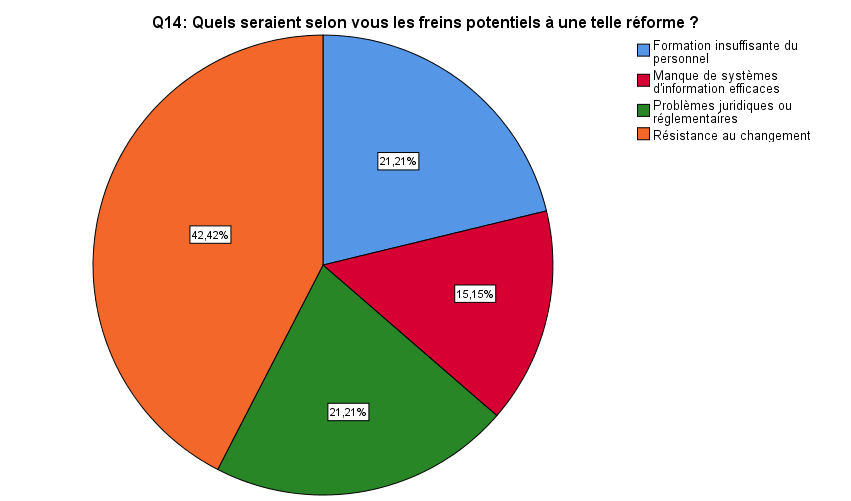 Q14: Quels seraient selon vous les freins potentiels à une telle réforme ?
Formation insuffisante du
personnel
Manque de systèmes
d'information efficaces
Problèmes juridiques ou
réglementaires
Résistance au changement
21,21%
42,42%
15,15%
21,21%